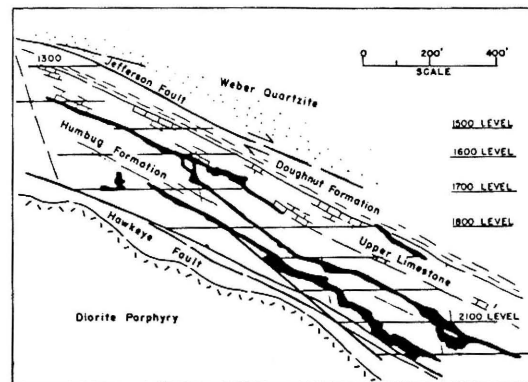 1300
Jefferson Fault
Weber Quartzite
0 200' 400'
SCALE
1500 LEVEL
1600 LEVEL
1700 LEVEL
1800 LEVEL
Humbug Formation
Doughnut Formation
Upper Limestone
Hawkeye Fault
Diorite Porphyry
2100 LEVEL